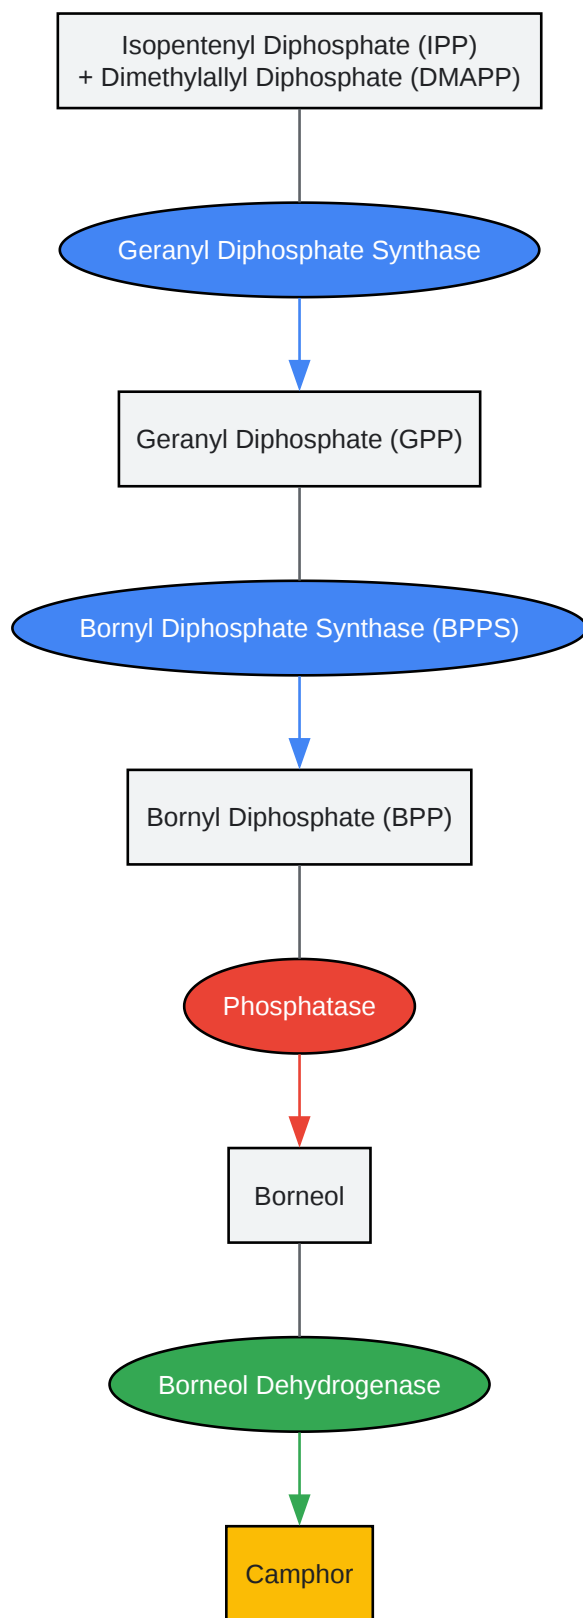 Isopentenyl Diphosphate (IPP)
+ Dimethylallyl Diphosphate (DMAPP)
Geranyl Diphosphate Synthase
Geranyl Diphosphate (GPP)
Bornyl Diphosphate Synthase (BPPS)
Bornyl Diphosphate (BPP)
Phosphatase
Borneol
Borneol Dehydrogenase
Camphor